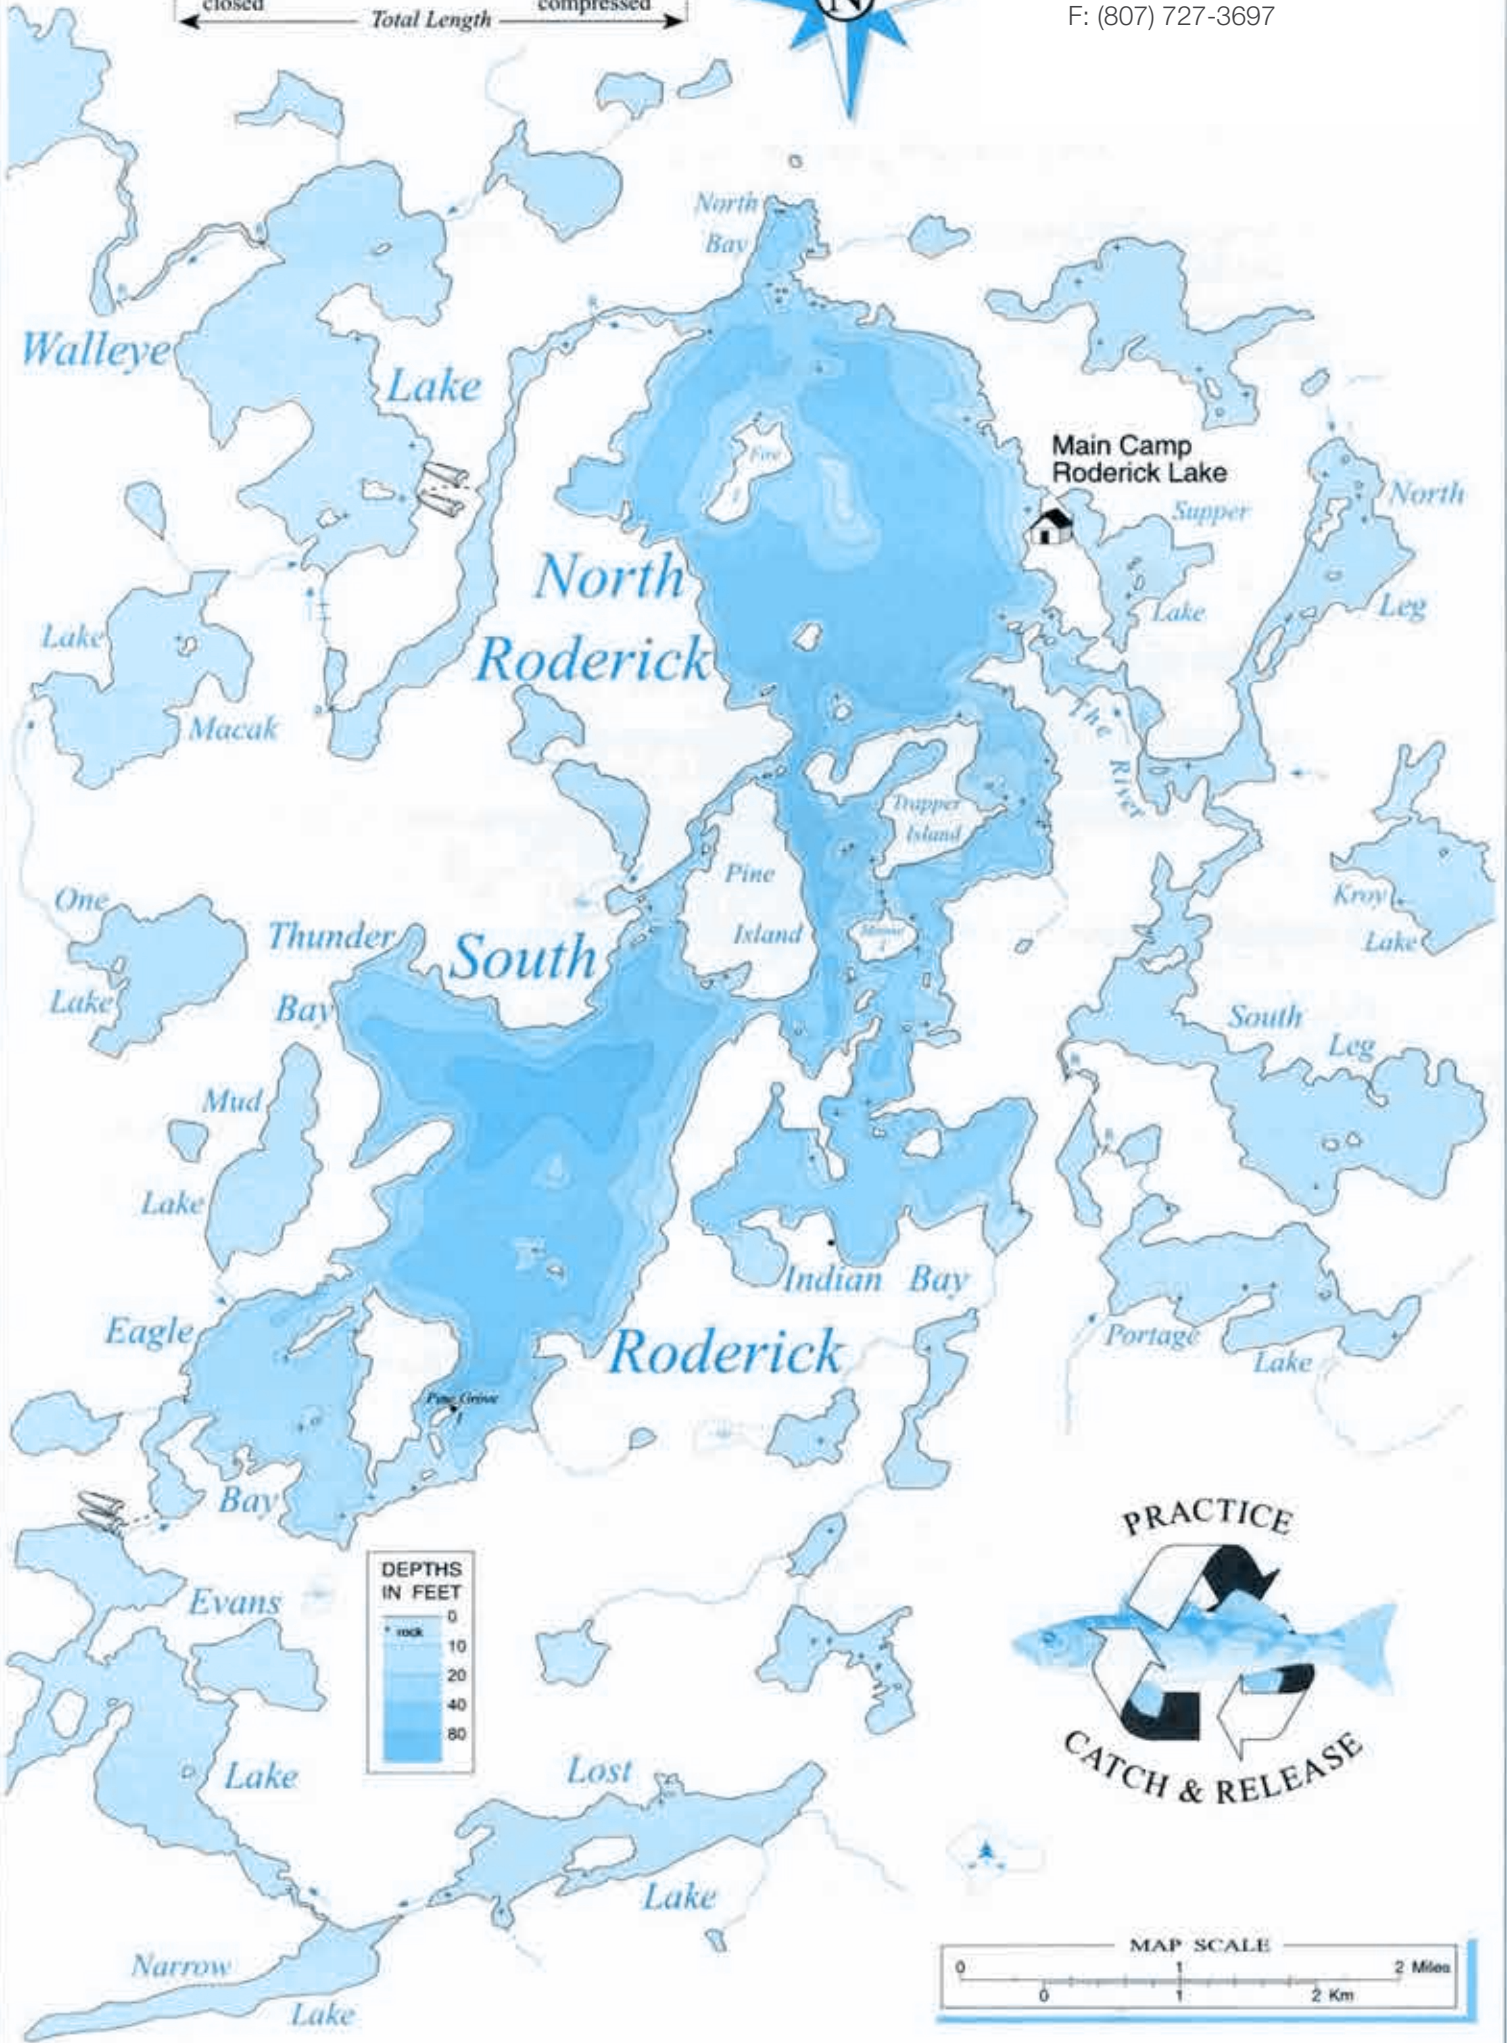 closed
compressed
Total Length
N
F: (807) 727-3697
North
Bay
Walleye
Lake
Main Camp
Roderick Lake
Fire
I
Supper
Lake
North
Leg
North
Roderick
Lake
Macak
The River
Trapper
Island
Pine
Island
Kroy
Lake
One
Lake
Thunder
Bay
South
South
Leg
Mud
Lake
Indian Bay
Eagle
Roderick
Portage
Lake
Pine Grove
I
Bay
PRACTICE
CATCH & RELEASE
DEPTHS
IN FEET
0
rock
10
20
40
80
Evans
Lake
Lost
Lake
Narrow
Lake
MAP SCALE
0 1 2 Miles
0 1 2 Km